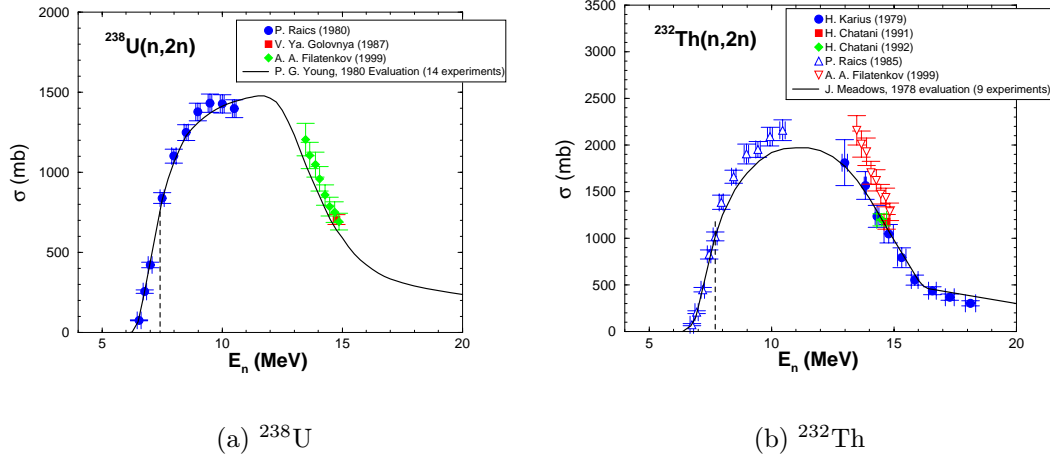 ²³⁸U(n,2n)
P. Raics (1980)
V. Ya. Golovnya (1987)
A. A. Filatenkov (1999)
P. G. Young, 1980 Evaluation (14 experiments)
2000
1500
1000
500
0
σ (mb)
5
10
15
20
Eₙ (MeV)
(a) ²³⁸U
²³²Th(n,2n)
H. Karius (1979)
H. Chatani (1991)
H. Chatani (1992)
P. Raics (1985)
A. A. Filatenkov (1999)
J. Meadows, 1978 evaluation (9 experiments)
3500
3000
2500
2000
1500
1000
500
0
σ (mb)
5
10
15
20
Eₙ (MeV)
(b) ²³²Th